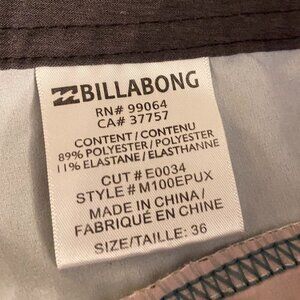 BILLABONG
RN# 99064
CA# 37757
CONTENT / CONTENU
89% POLYESTER / POLYESTER
11% ELASTANE / ELASTHANNE
CUT # E0034
STYLE# M100EPUX
MADE IN CHINA /
FABRIQUÉ EN CHINE
SIZE/TAILLE: 36